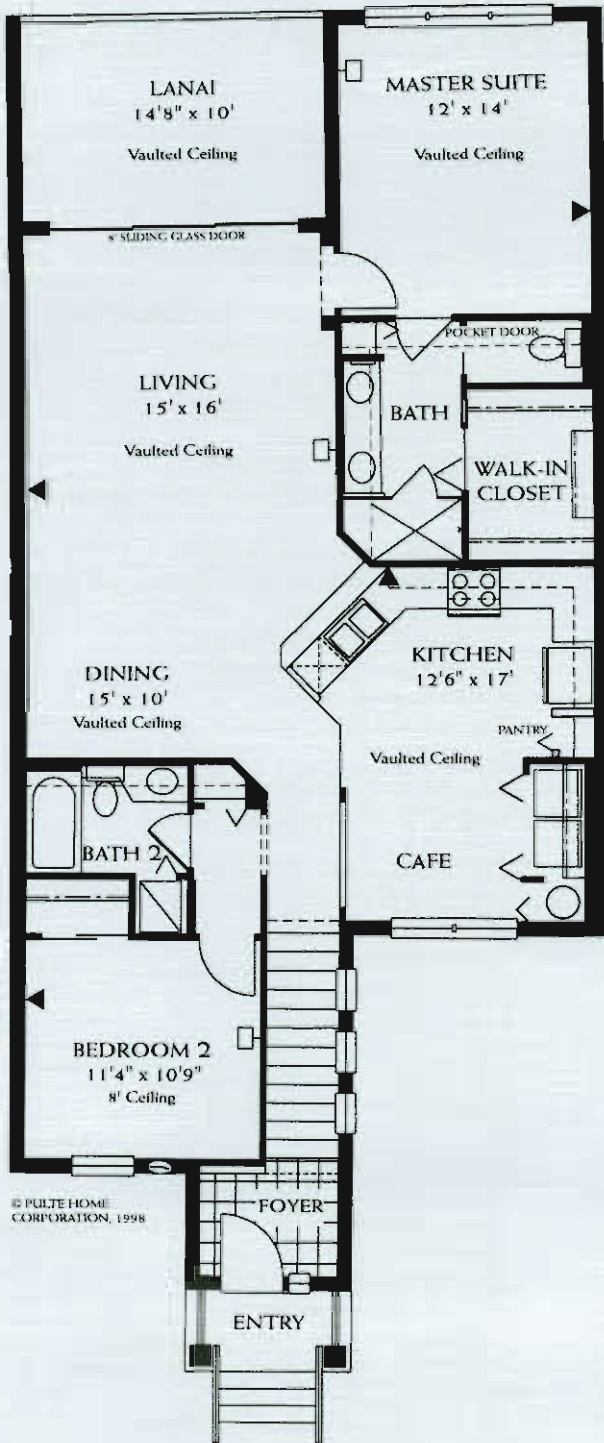 LANAI
14'8" x 10'
Vaulted Ceiling
MASTER SUITE
12' x 14'
Vaulted Ceiling
SLIDING GLASS DOOR
POCKET DOOR
LIVING
15' x 16'
Vaulted Ceiling
BATH
WALK-IN
CLOSET
DINING
15' x 10'
Vaulted Ceiling
KITCHEN
12'6" x 17'
PANTRY
Vaulted Ceiling
BATH 2
CAFE
BEDROOM 2
11'4" x 10'9"
8' Ceiling
© PULTE HOME
CORPORATION, 1998
FOYER
ENTRY